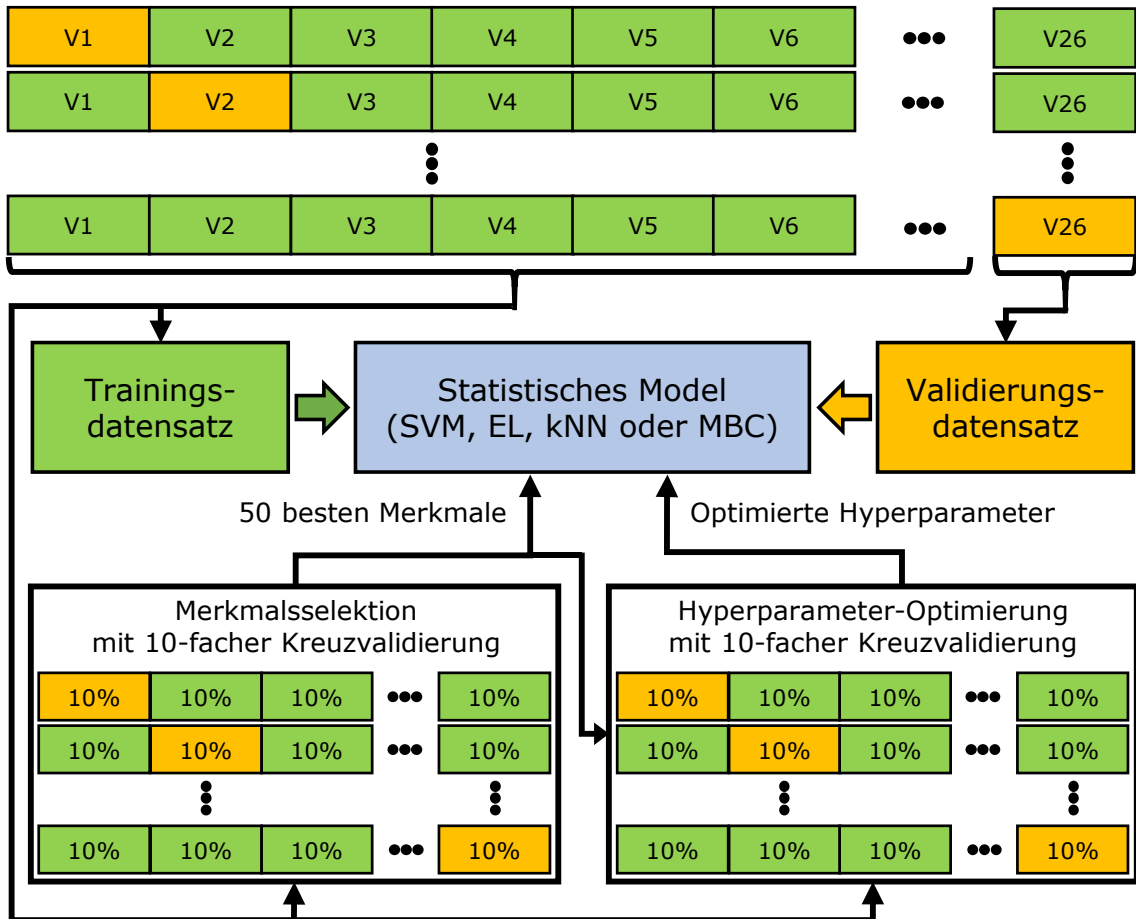 V1 V2 V3 V4 V5 V6 ••• V26
V1 V2 V3 V4 V5 V6 ••• V26
V1 V2 V3 V4 V5 V6 ••• V26
Trainings-
datensatz
Statistisches Model
(SVM, EL, kNN oder MBC)
Validierungs-
datensatz
50 besten Merkmale
Optimierte Hyperparameter
Merkmalsselektion
mit 10-facher Kreuzvalidierung
10% 10% 10% ••• 10%
10% 10% 10% ••• 10%
10% 10% 10% ••• 10%
Hyperparameter-Optimierung
mit 10-facher Kreuzvalidierung
10% 10% 10% ••• 10%
10% 10% 10% ••• 10%
10% 10% 10% ••• 10%